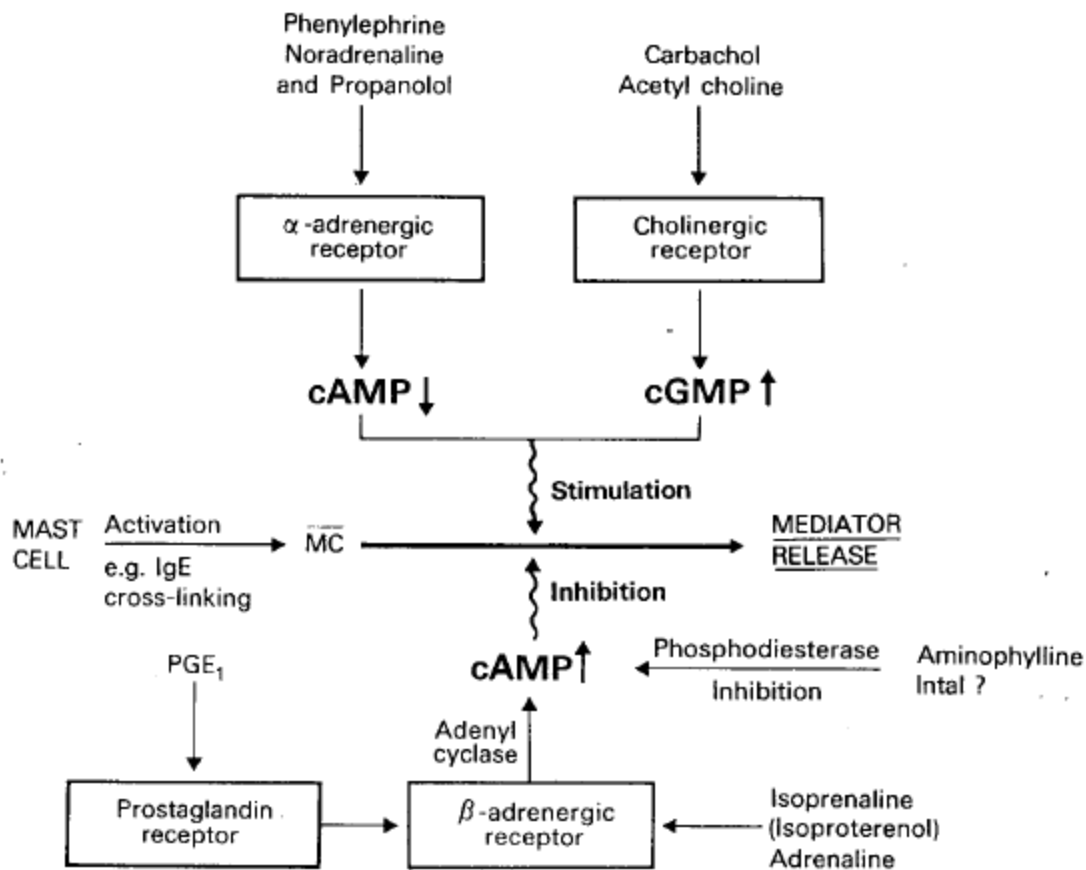 Phenylephrine
Noradrenaline
and Propanolol
Carbachol
Acetyl choline
α-adrenergic
receptor
Cholinergic
receptor
cAMP↓
cGMP↑
Stimulation
MAST
CELL
Activation
e.g. IgE
cross-linking
MC
MEDIATOR
RELEASE
Inhibition
PGE₁
cAMP↑
Phosphodiesterase
Inhibition
Aminophylline
Intal ?
Adenyl
cyclase
Prostaglandin
receptor
β-adrenergic
receptor
Isoprenaline
(Isoproterenol)
Adrenaline